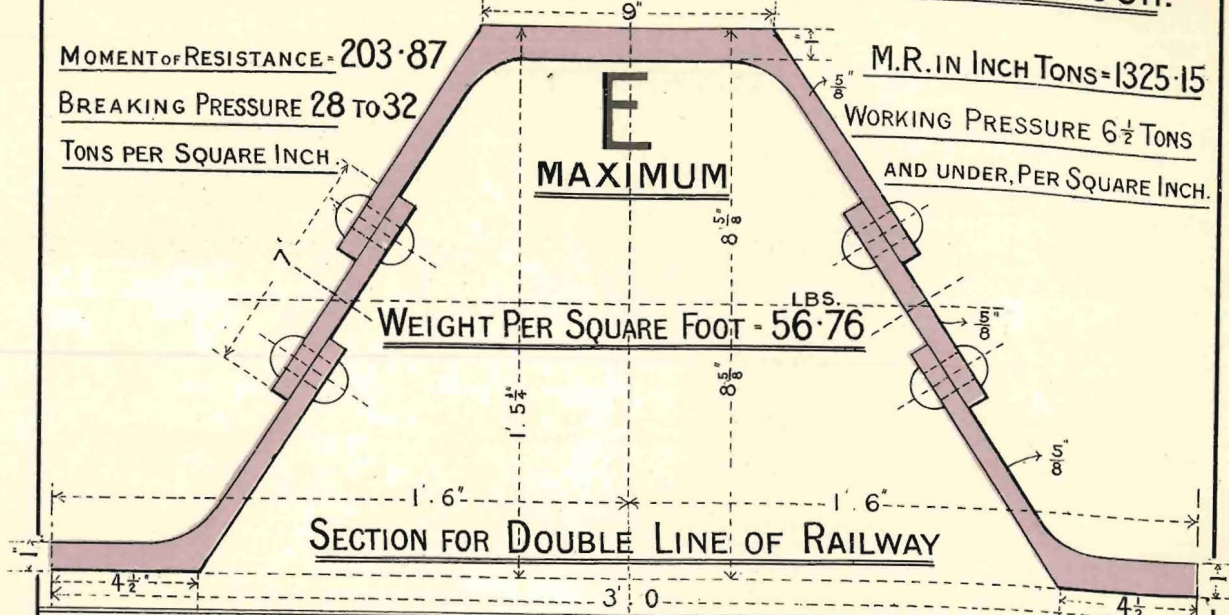 9"
MOMENT OF RESISTANCE = 203·87
BREAKING PRESSURE 28 TO 32
TONS PER SQUARE INCH.
M.R. IN INCH TONS = 1325·15
WORKING PRESSURE 6½ TONS
AND UNDER, PER SQUARE INCH.
1"
5/8"
E
MAXIMUM
8 5/8"
7"
LBS.
WEIGHT PER SQUARE FOOT = 56·76
5/8"
8 5/8"
1'. 5¼"
5/8"
1'. 6"
1'. 6"
SECTION FOR DOUBLE LINE OF RAILWAY
1"
4½"
3' 0
4½
1"